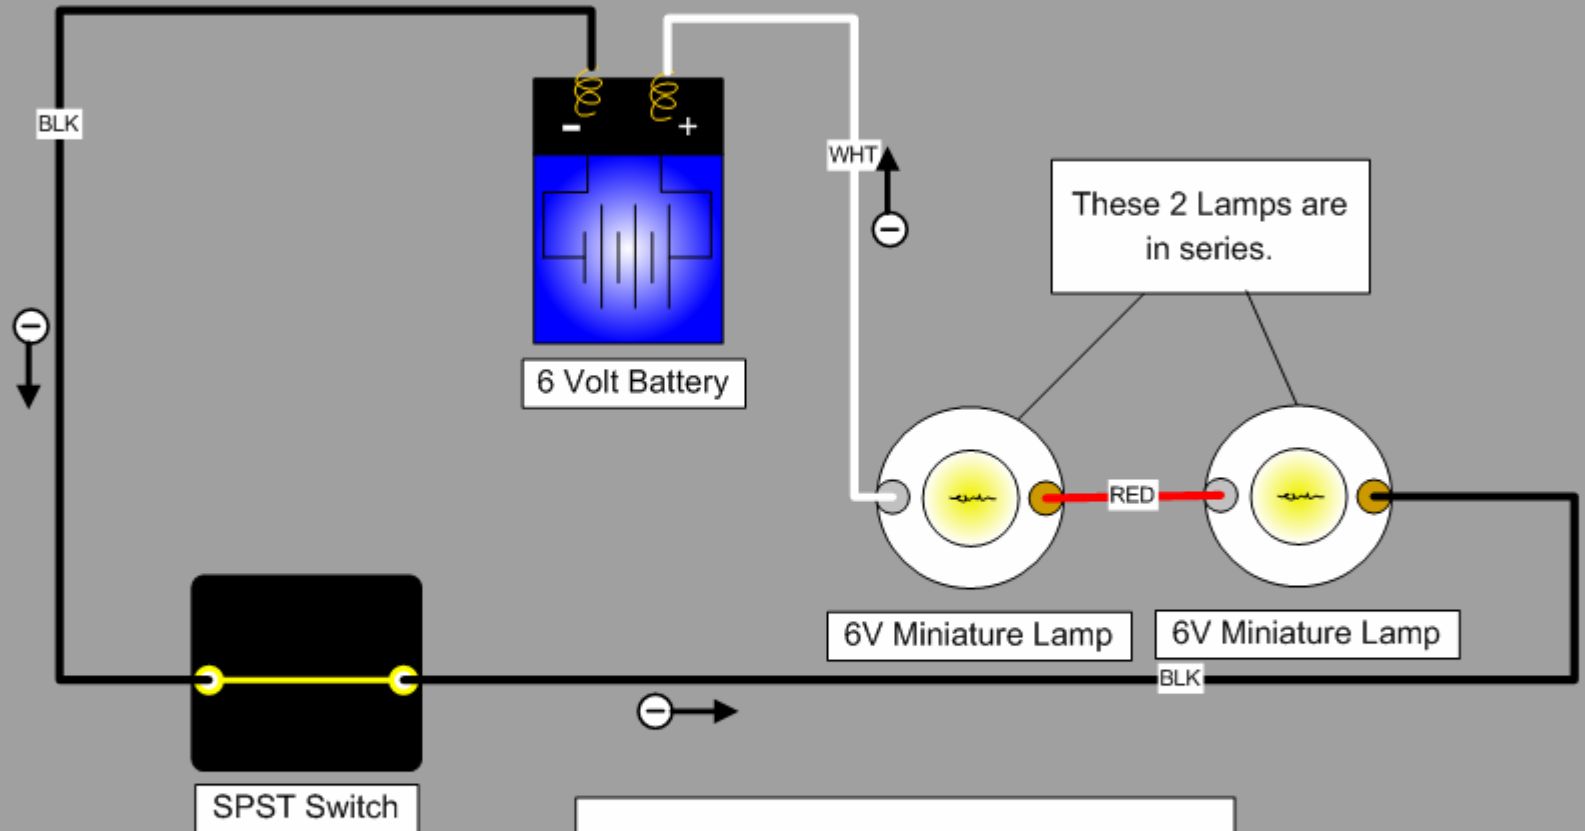 BLK
- +
WHT
These 2 Lamps are
in series.
6 Volt Battery
RED
6V Miniature Lamp
6V Miniature Lamp
BLK
SPST Switch